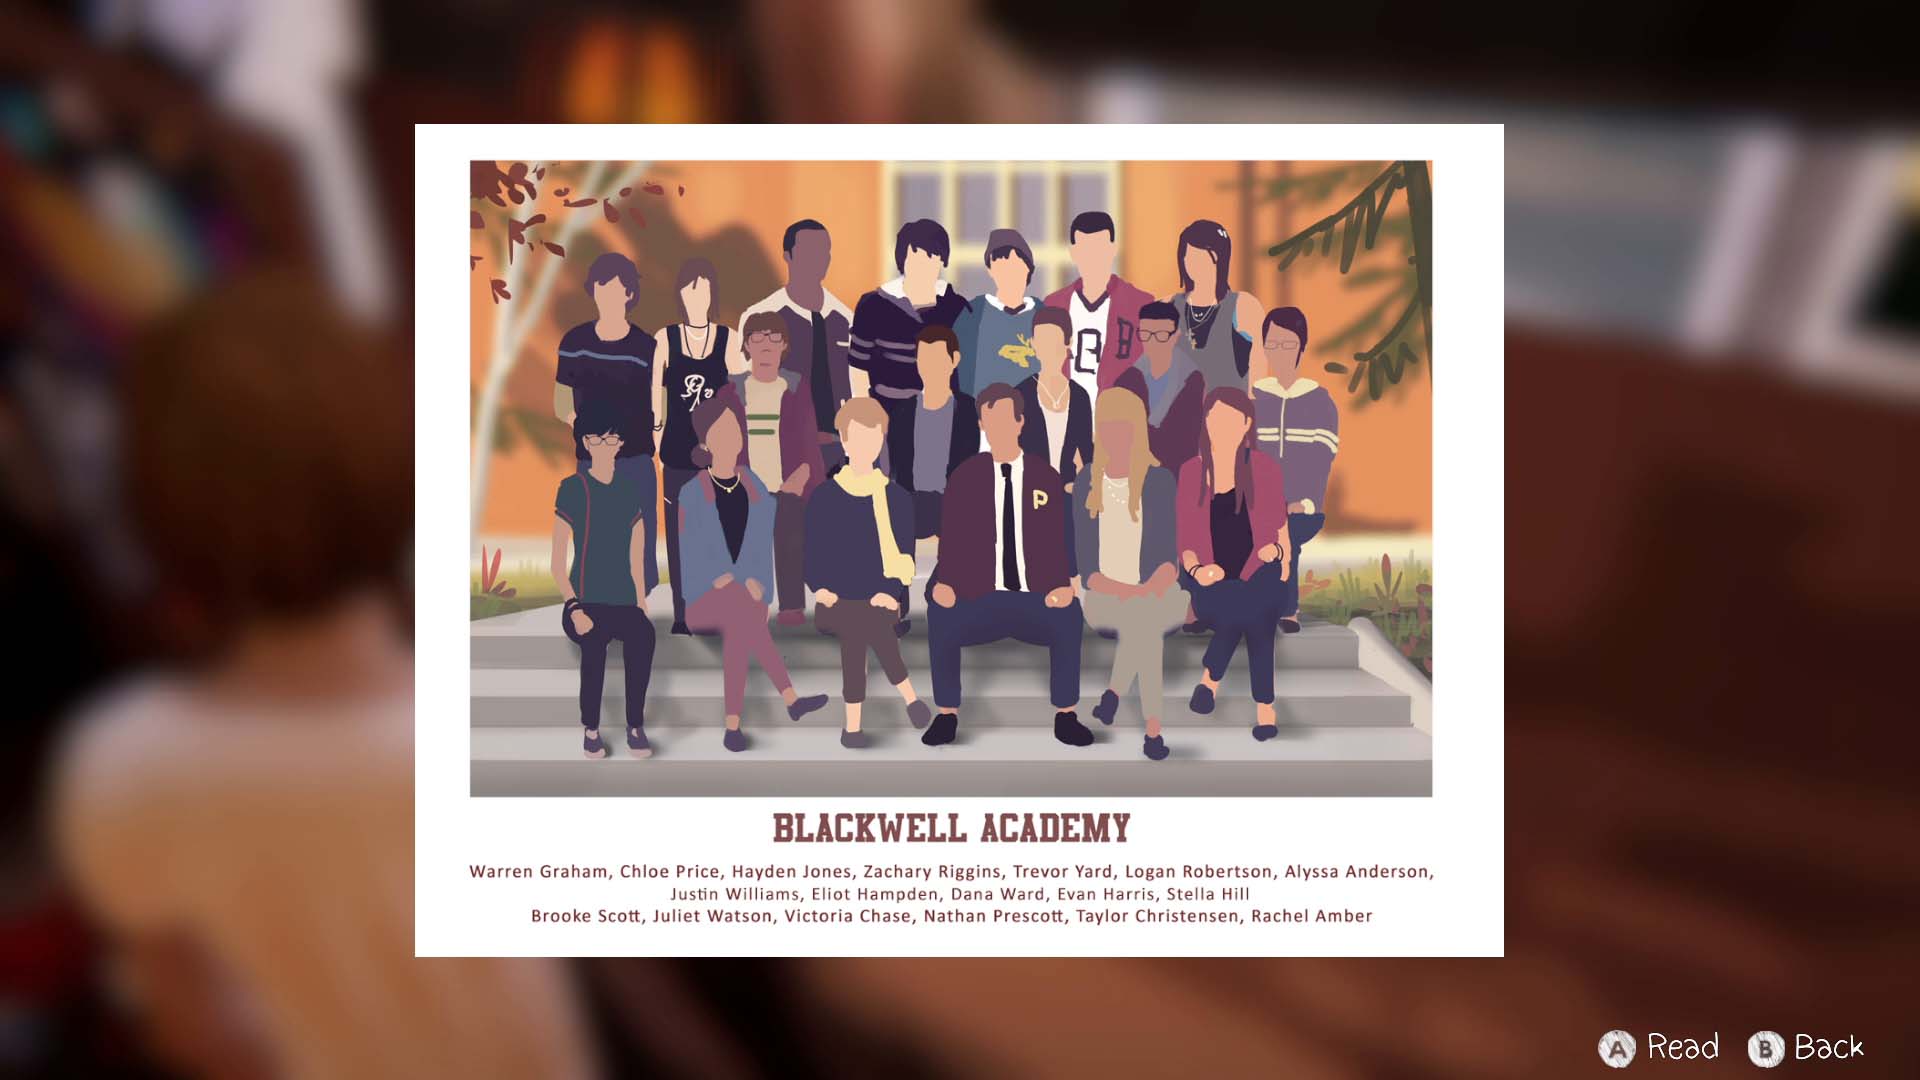 B
B
P
BLACKWELL ACADEMY
Warren Graham, Chloe Price, Hayden Jones, Zachary Riggins, Trevor Yard, Logan Robertson, Alyssa Anderson,
Justin Williams, Eliot Hampden, Dana Ward, Evan Harris, Stella Hill
Brooke Scott, Juliet Watson, Victoria Chase, Nathan Prescott, Taylor Christensen, Rachel Amber
A Read B Back